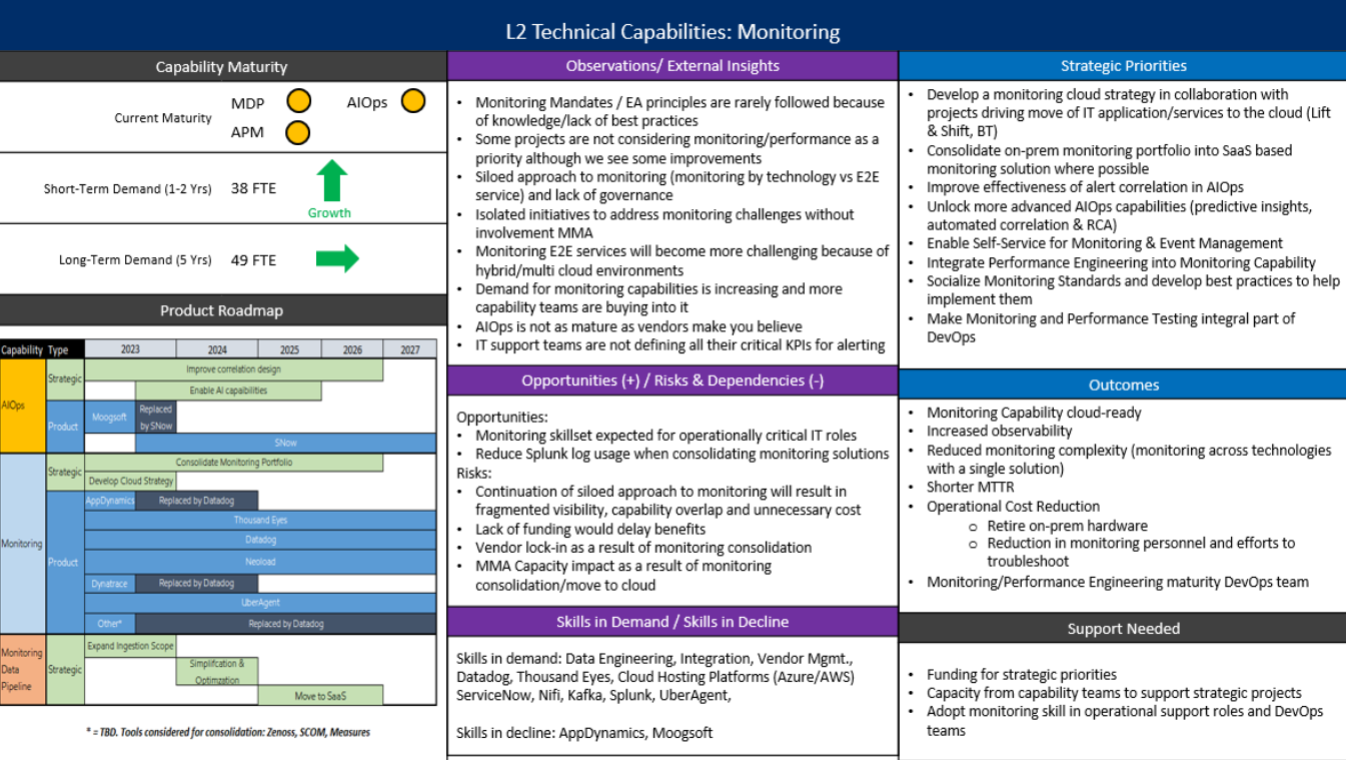 L2 Technical Capabilities: Monitoring
Capability Maturity
Current Maturity
MDP
AIOps
APM
Short-Term Demand (1-2 Yrs)
38 FTE
Growth
Long-Term Demand (5 Yrs)
49 FTE
Product Roadmap
Capability Type 2023 2024 2025 2026 2027
AIOps
Strategic
Improve correlation design
Enable AI capaibilities
Product
Moogsoft
Replaced
by SNow
SNow
Monitoring
Strategic
Consolidate Monitoring Portfolio
Develop Cloud Strategy
Product
AppDynamics
Replaced by Datadog
Thousand Eyes
Datadog
Neoload
Dynatrace
Replaced by Datadog
UberAgent
Other*
Replaced by Datadog
Monitoring
Data
Pipeline
Strategic
Expand Ingestion Scope
Simplifcation &
Optimzation
Move to SaaS
* = TBD. Tools considered for consolidation: Zenoss, SCOM, Measures
Observations/ External Insights
• Monitoring Mandates / EA principles are rarely followed because
of knowledge/lack of best practices
• Some projects are not considering monitoring/performance as a
priority although we see some improvements
• Siloed approach to monitoring (monitoring by technology vs E2E
service) and lack of governance
• Isolated initiatives to address monitoring challenges without
involvement MMA
• Monitoring E2E services will become more challenging because of
hybrid/multi cloud environments
• Demand for monitoring capabilities is increasing and more
capability teams are buying into it
• AIOps is not as mature as vendors make you believe
• IT support teams are not defining all their critical KPIs for alerting
Opportunities (+) / Risks & Dependencies (-)
Opportunities:
• Monitoring skillset expected for operationally critical IT roles
• Reduce Splunk log usage when consolidating monitoring solutions
Risks:
• Continuation of siloed approach to monitoring will result in
fragmented visibility, capability overlap and unnecessary cost
• Lack of funding would delay benefits
• Vendor lock-in as a result of monitoring consolidation
• MMA Capacity impact as a result of monitoring
consolidation/move to cloud
Skills in Demand / Skills in Decline
Skills in demand: Data Engineering, Integration, Vendor Mgmt.,
Datadog, Thousand Eyes, Cloud Hosting Platforms (Azure/AWS)
ServiceNow, Nifi, Kafka, Splunk, UberAgent,
Skills in decline: AppDynamics, Moogsoft
Strategic Priorities
• Develop a monitoring cloud strategy in collaboration with
projects driving move of IT application/services to the cloud (Lift
& Shift, BT)
• Consolidate on-prem monitoring portfolio into SaaS based
monitoring solution where possible
• Improve effectiveness of alert correlation in AIOps
• Unlock more advanced AIOps capabilities (predictive insights,
automated correlation & RCA)
• Enable Self-Service for Monitoring & Event Management
• Integrate Performance Engineering into Monitoring Capability
• Socialize Monitoring Standards and develop best practices to help
implement them
• Make Monitoring and Performance Testing integral part of
DevOps
Outcomes
• Monitoring Capability cloud-ready
• Increased observability
• Reduced monitoring complexity (monitoring across technologies
with a single solution)
• Shorter MTTR
• Operational Cost Reduction
o Retire on-prem hardware
o Reduction in monitoring personnel and efforts to
troubleshoot
• Monitoring/Performance Engineering maturity DevOps team
Support Needed
• Funding for strategic priorities
• Capacity from capability teams to support strategic projects
• Adopt monitoring skill in operational support roles and DevOps
teams